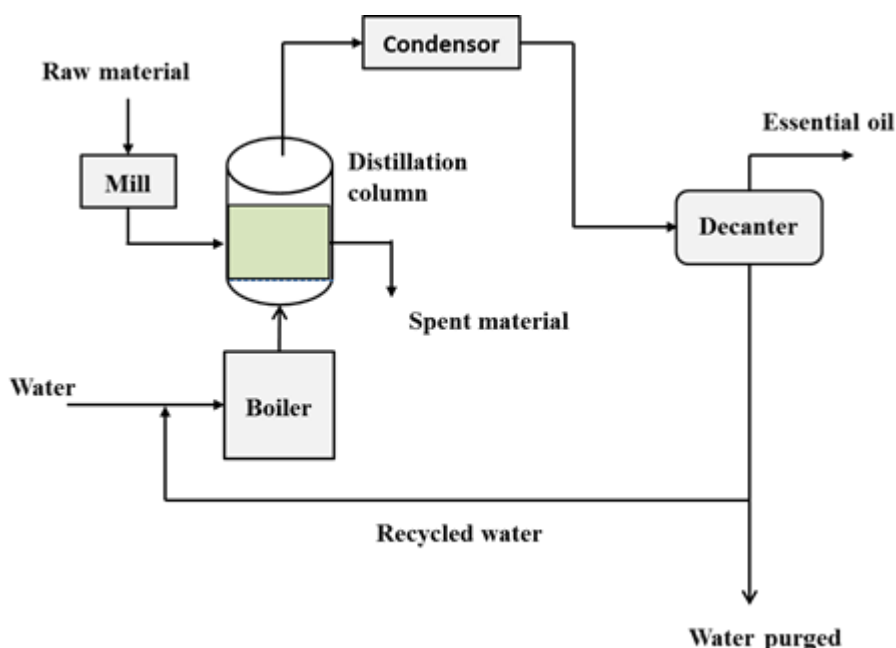 Condensor
Raw material
Essential oil
Distillation
column
Mill
Decanter
Spent material
Water
Boiler
Recycled water
Water purged